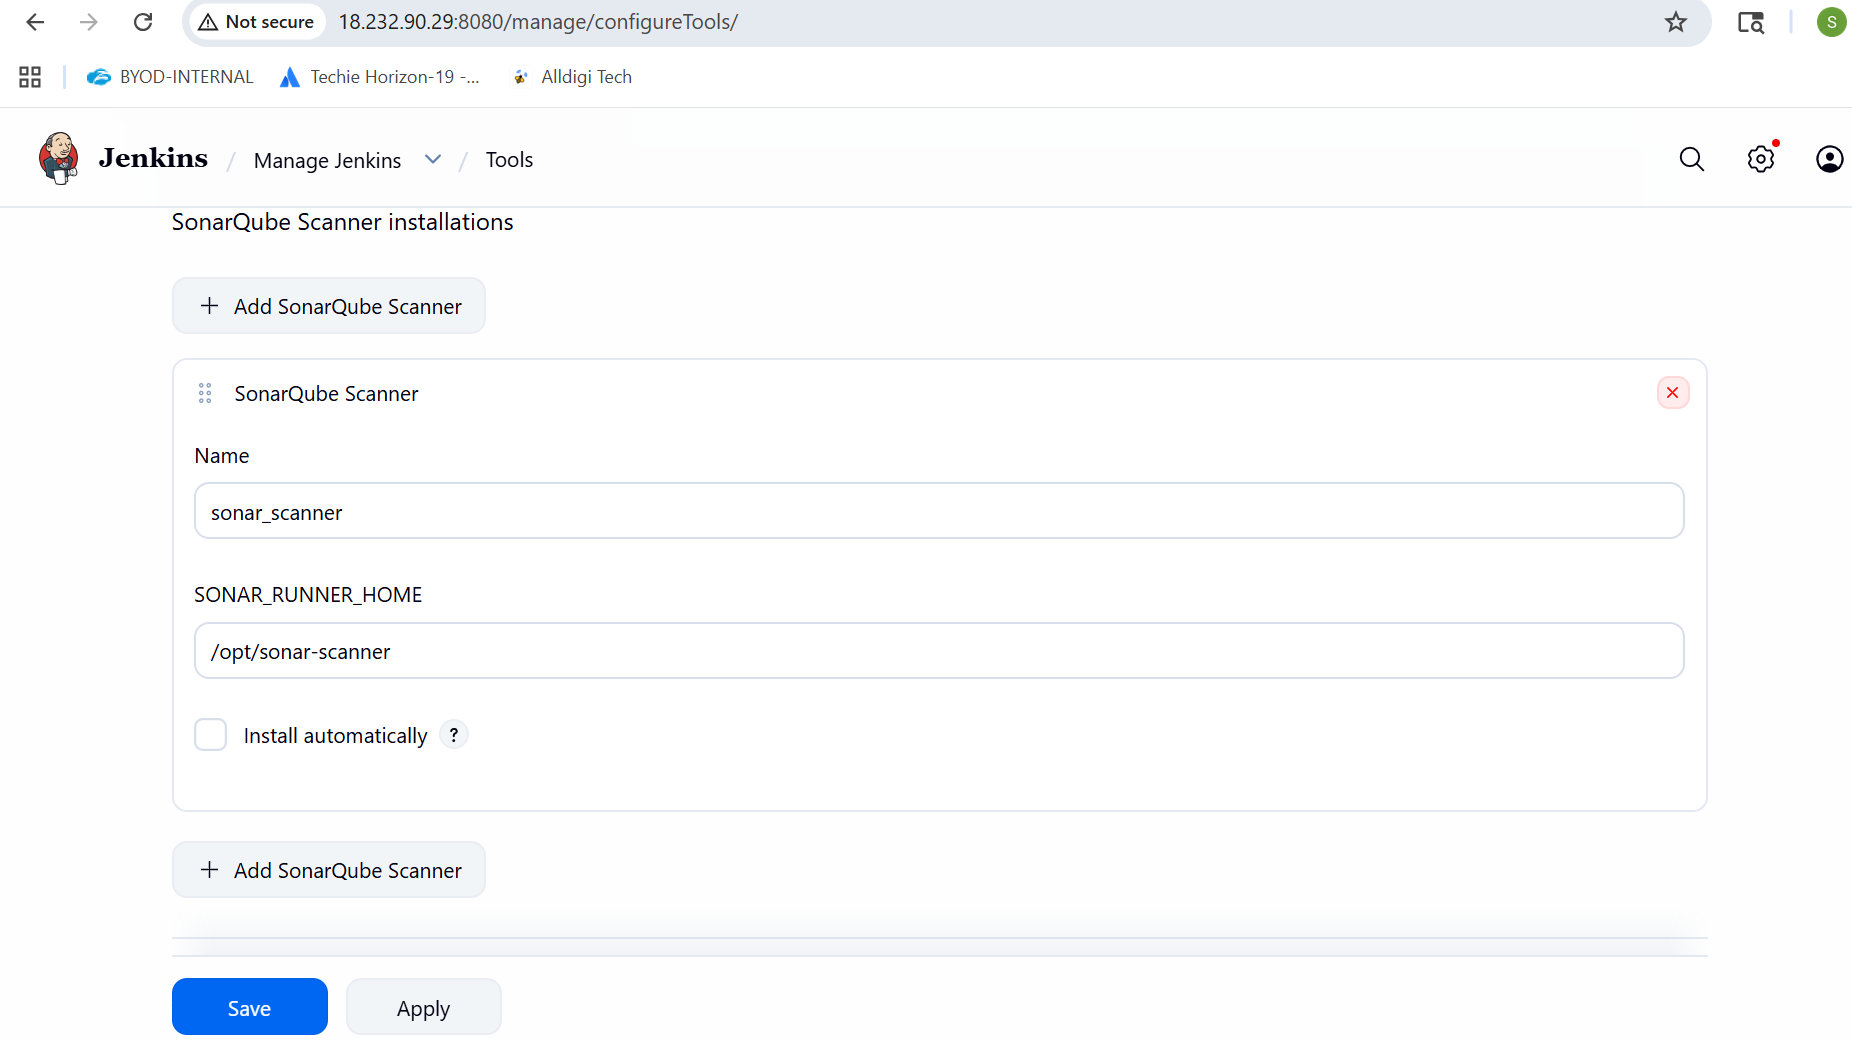 Not secure 18.232.90.29:8080/manage/configureTools/ S
BYOD-INTERNAL Techie Horizon-19 -... Alldigi Tech
Jenkins / Manage Jenkins / Tools
SonarQube Scanner installations
+ Add SonarQube Scanner
SonarQube Scanner
Name
sonar_scanner
SONAR_RUNNER_HOME
/opt/sonar-scanner
Install automatically ?
+ Add SonarQube Scanner
Save Apply